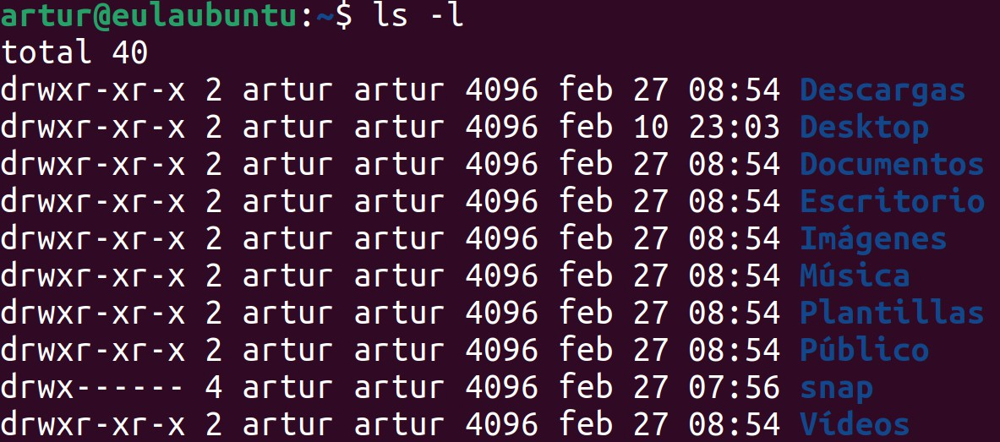 artur@eulaubuntu:~$ ls -l
total 40
drwxr-xr-x 2 artur artur 4096 feb 27 08:54 Descargas
drwxr-xr-x 2 artur artur 4096 feb 10 23:03 Desktop
drwxr-xr-x 2 artur artur 4096 feb 27 08:54 Documentos
drwxr-xr-x 2 artur artur 4096 feb 27 08:54 Escritorio
drwxr-xr-x 2 artur artur 4096 feb 27 08:54 Imágenes
drwxr-xr-x 2 artur artur 4096 feb 27 08:54 Música
drwxr-xr-x 2 artur artur 4096 feb 27 08:54 Plantillas
drwxr-xr-x 2 artur artur 4096 feb 27 08:54 Público
drwx------ 4 artur artur 4096 feb 27 07:56 snap
drwxr-xr-x 2 artur artur 4096 feb 27 08:54 Vídeos